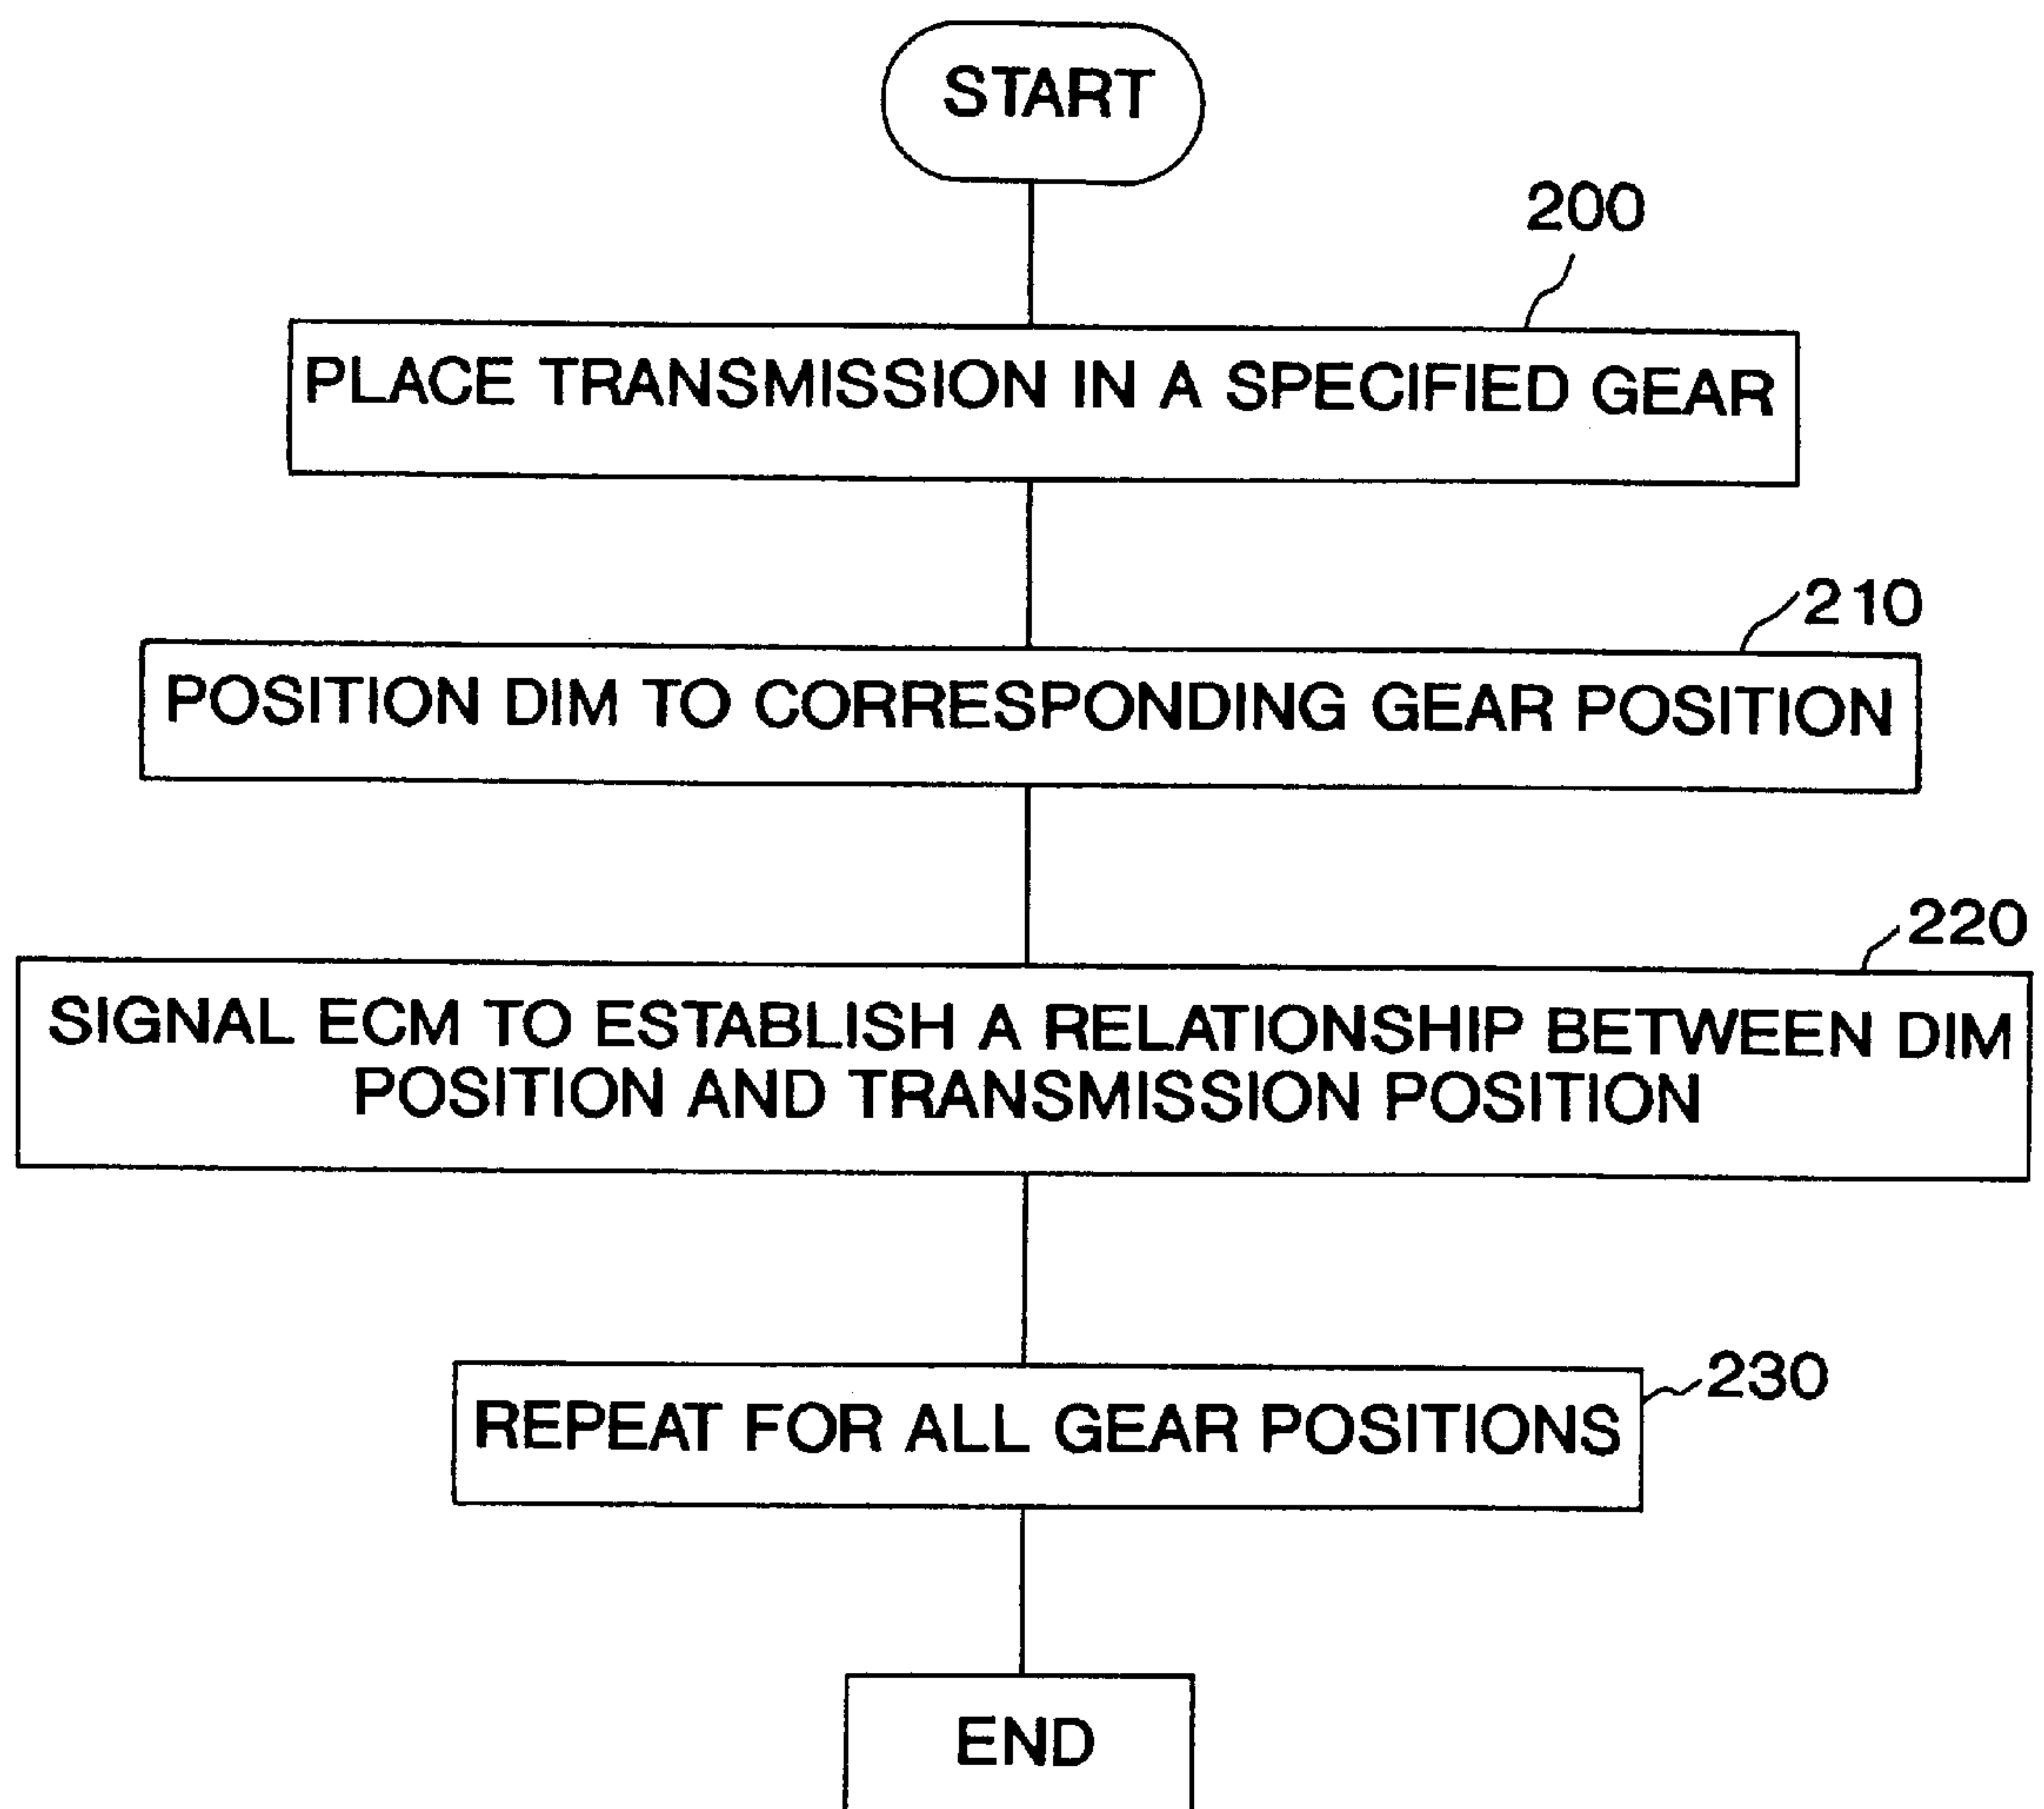 START
200
PLACE TRANSMISSION IN A SPECIFIED GEAR
210
POSITION DIM TO CORRESPONDING GEAR POSITION
220
SIGNAL ECM TO ESTABLISH A RELATIONSHIP BETWEEN DIM
POSITION AND TRANSMISSION POSITION
230
REPEAT FOR ALL GEAR POSITIONS
END